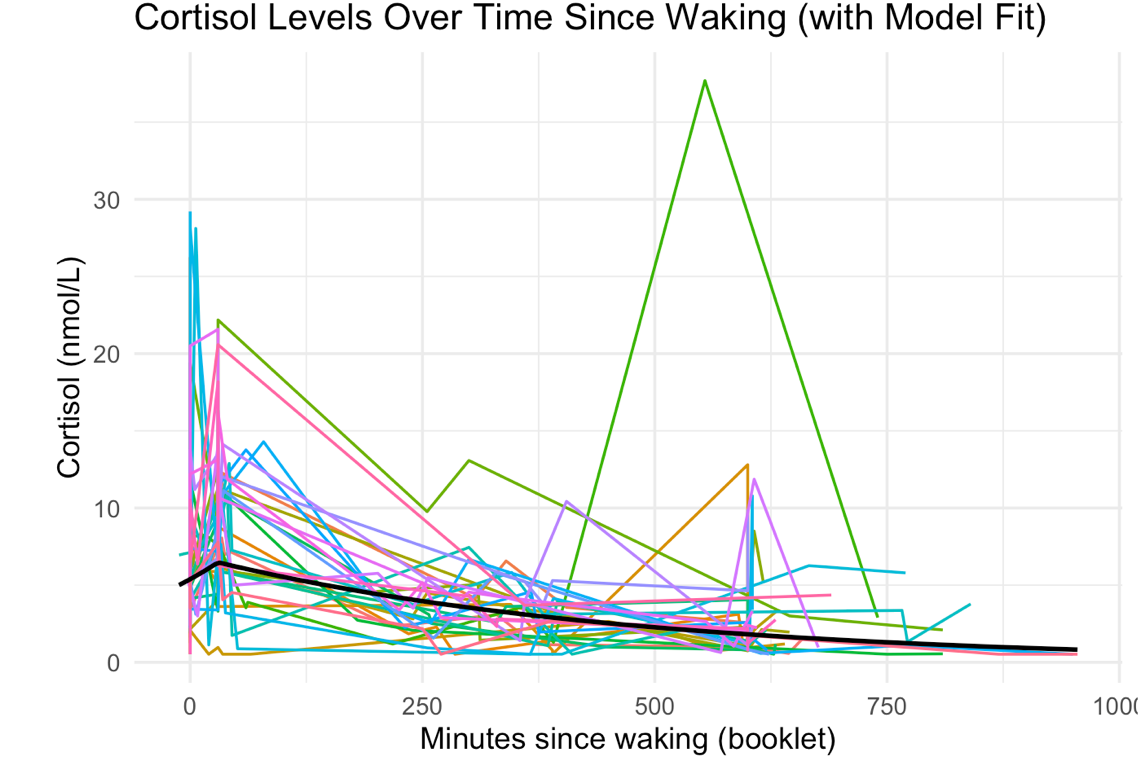 Cortisol Levels Over Time Since Waking (with Model Fit)
Cortisol (nmol/L)
30
20
10
0
0 250 500 750 1000
Minutes since waking (booklet)